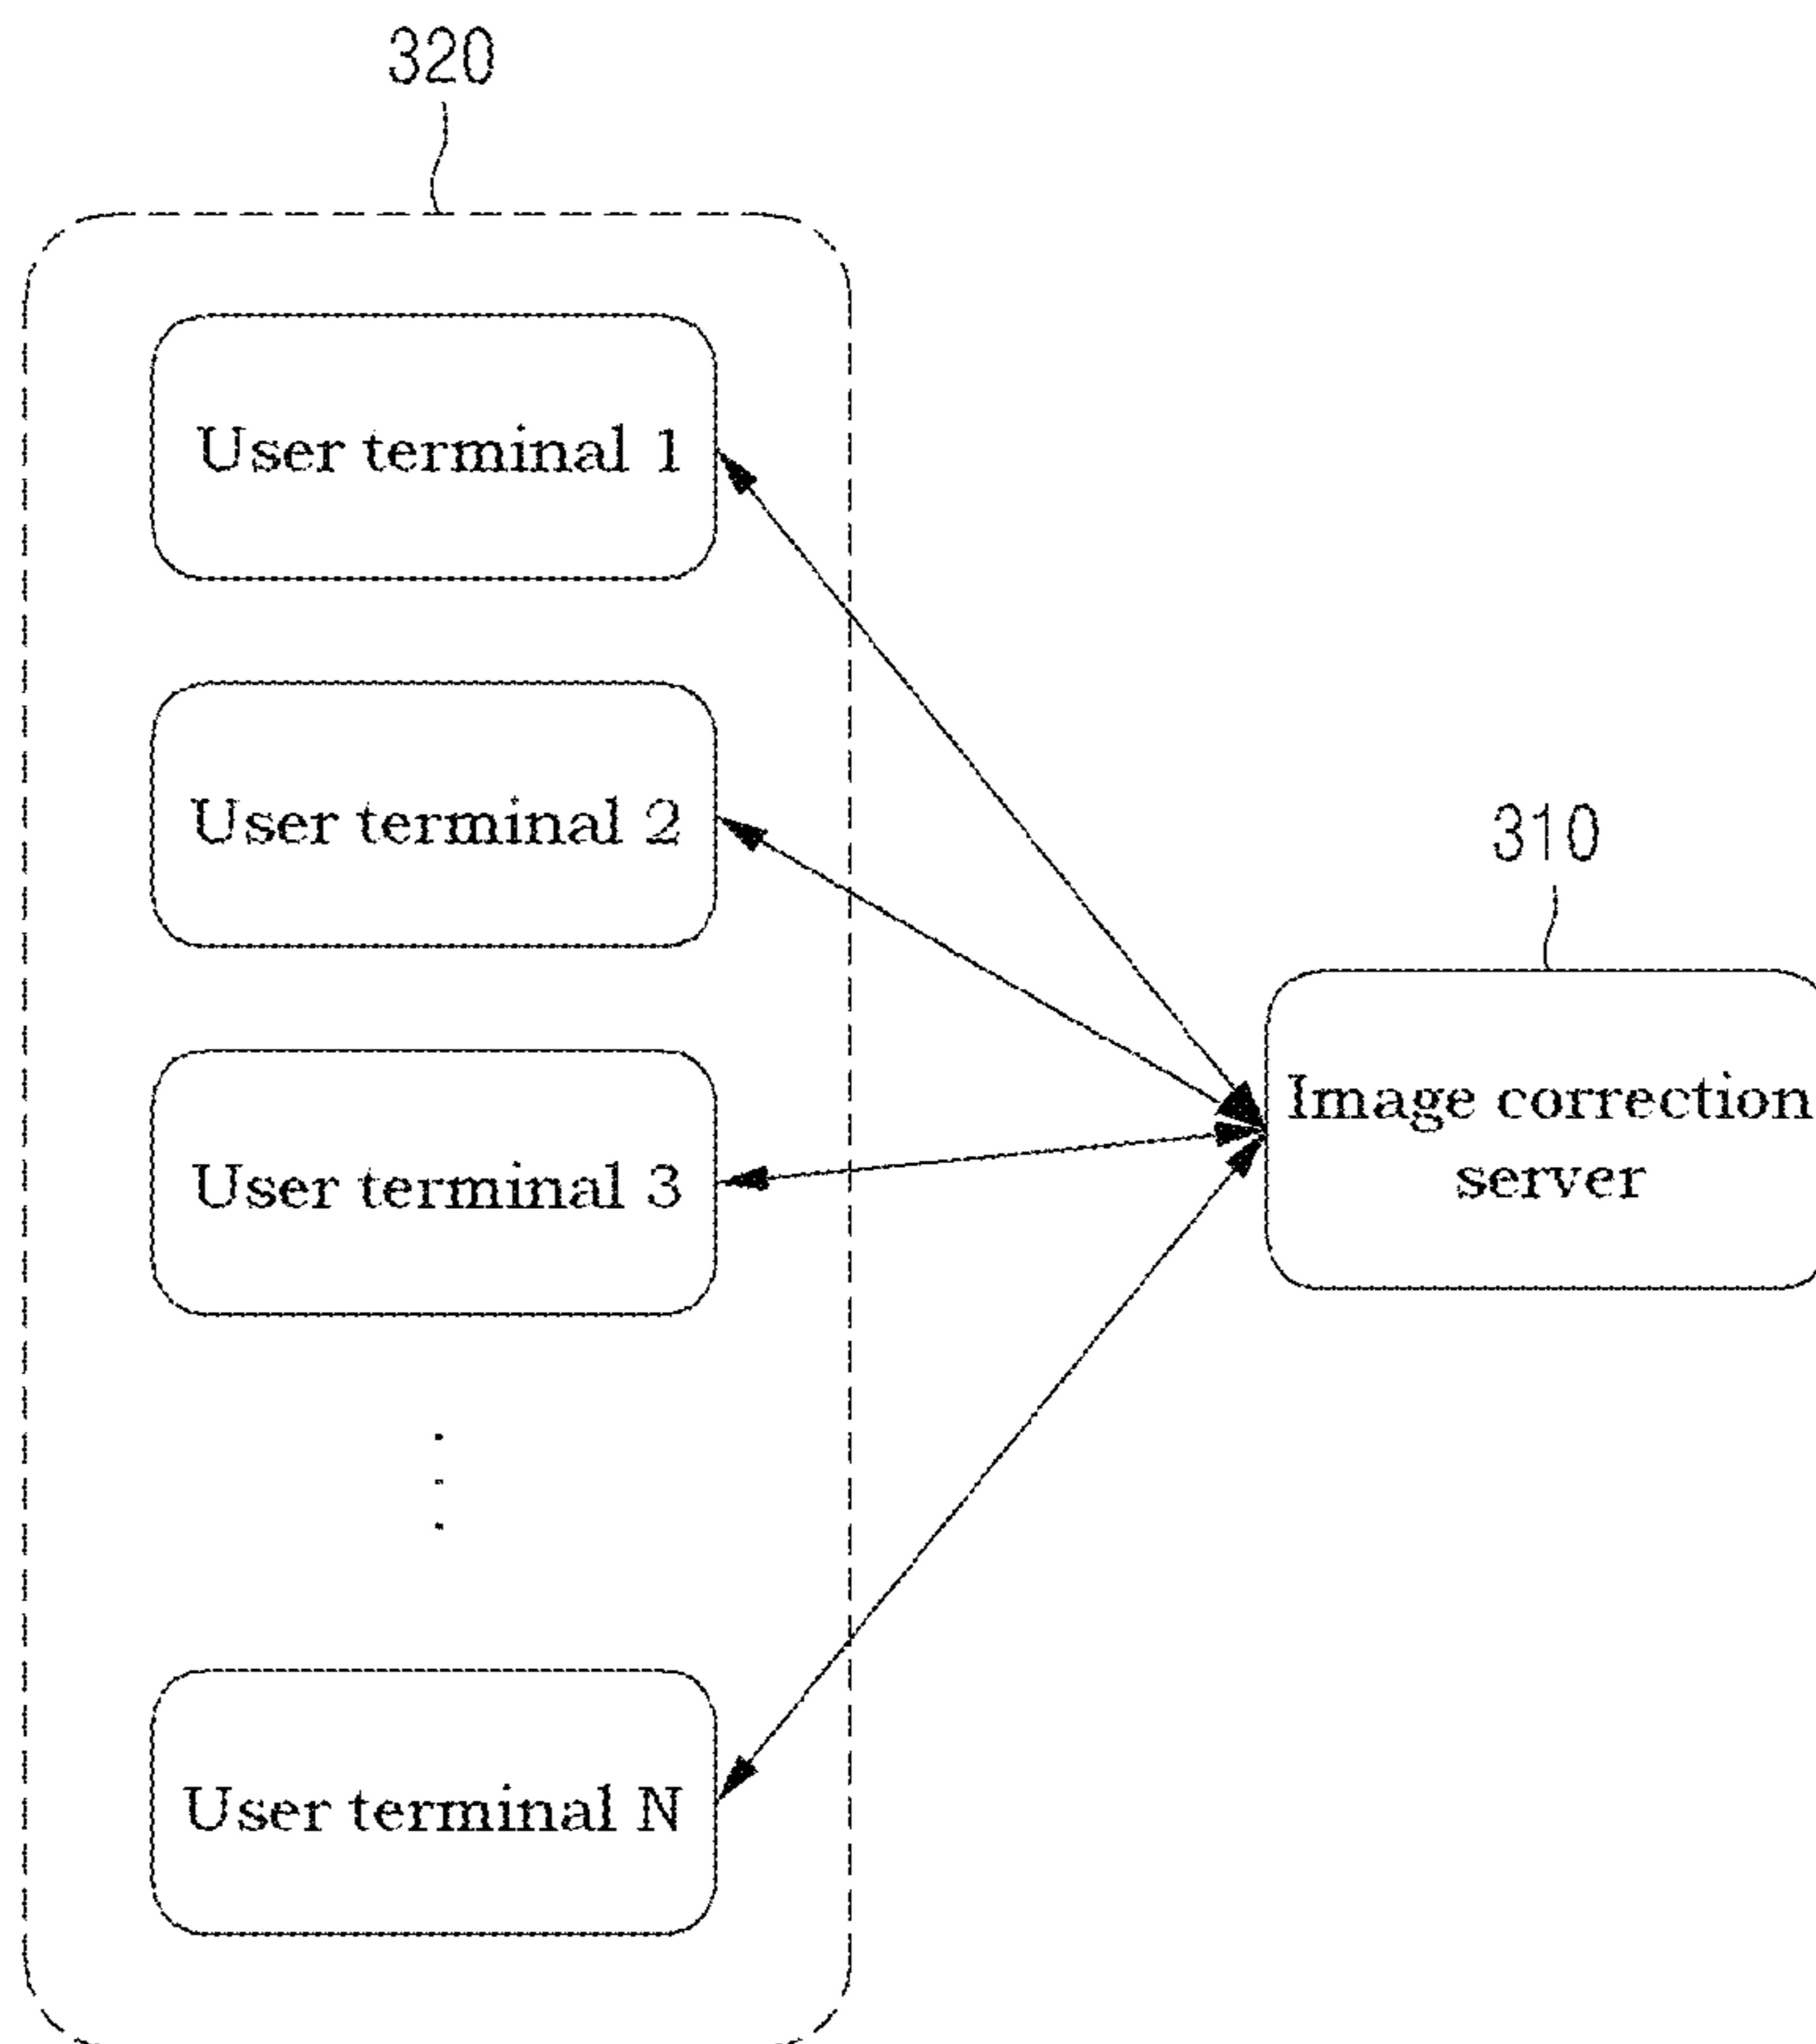 320
User terminal 1
User terminal 2
310
Image correction
server
User terminal 3
User terminal N